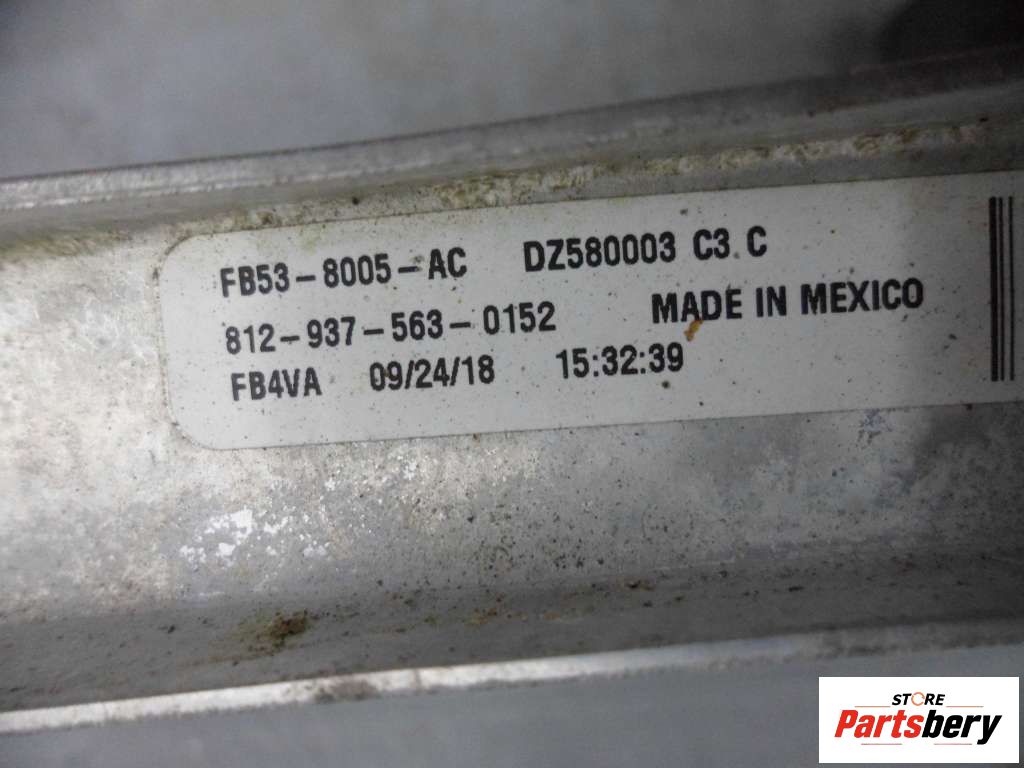 FB53-8005-AC DZ580003 C3 C
812-937-563-0152 MADE IN MEXICO
FB4VA 09/24/18 15:32:39
STORE
Partsbery